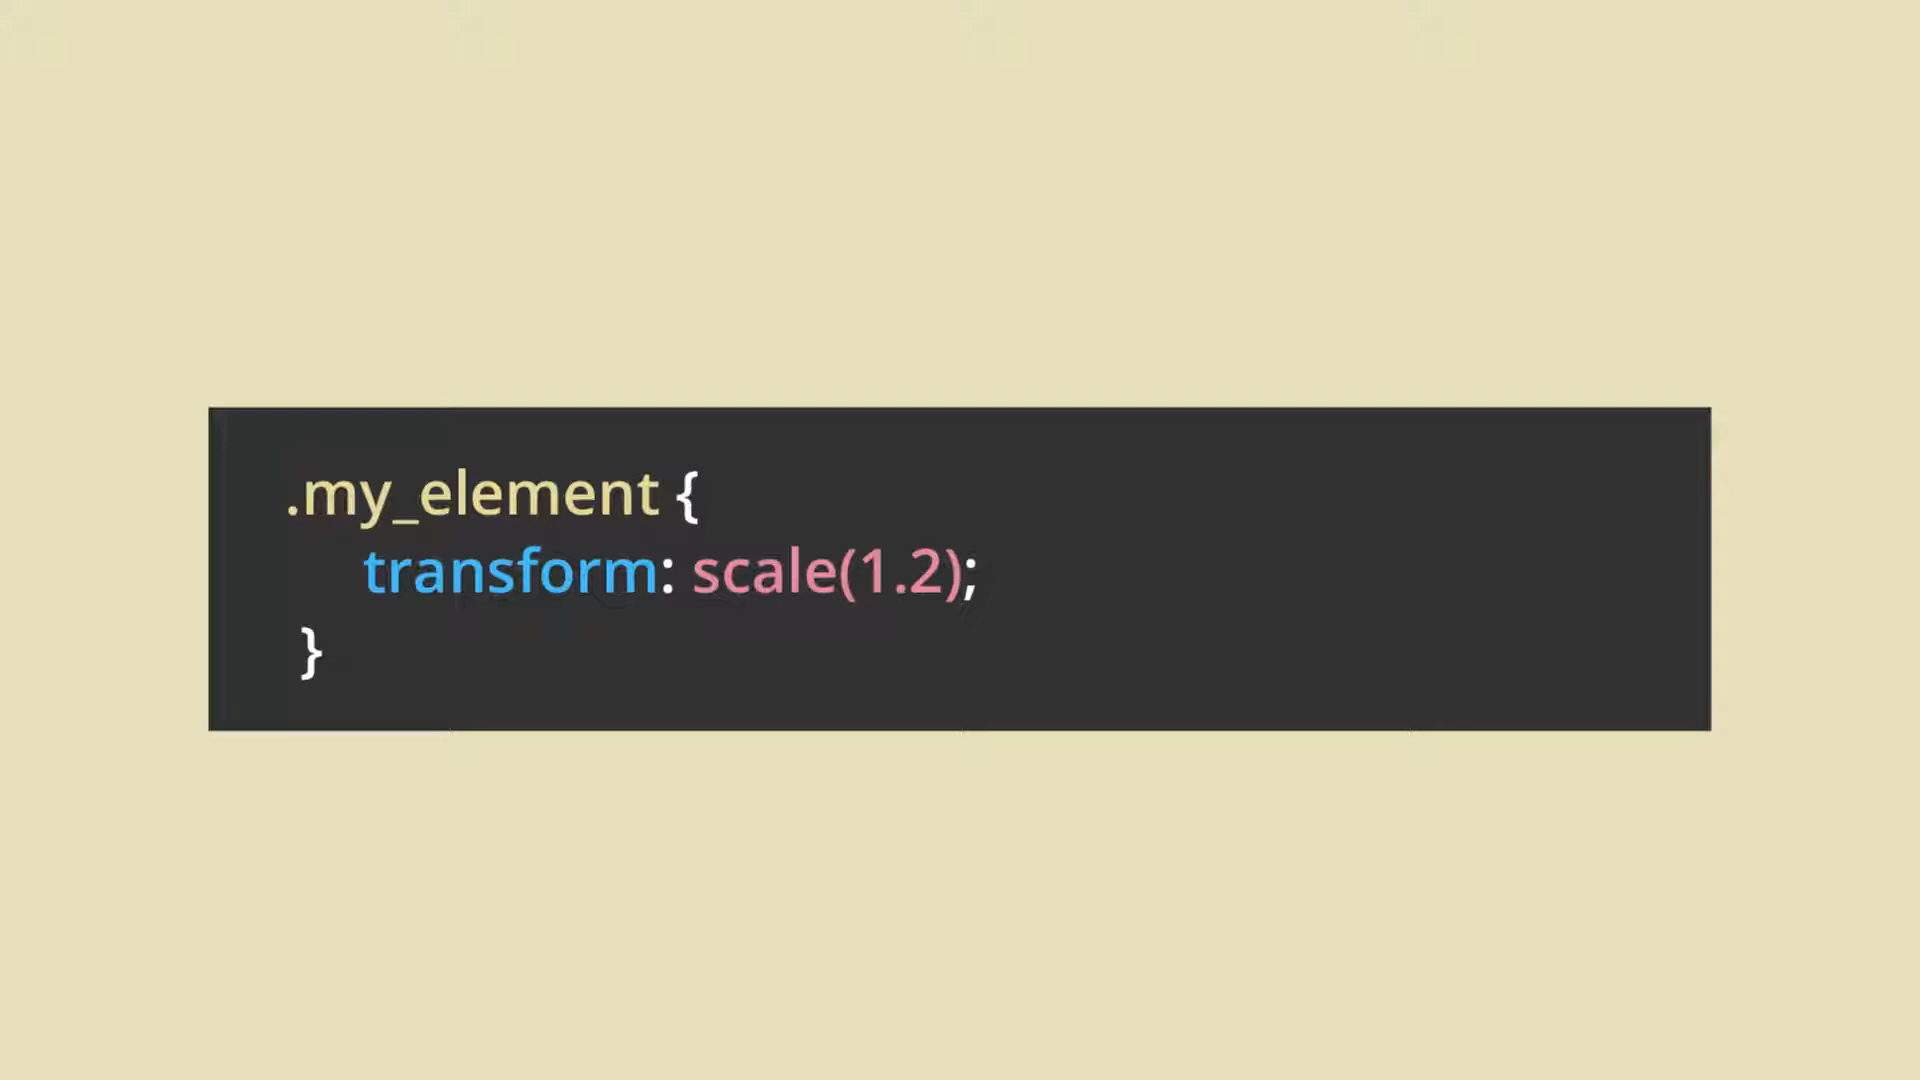 .my_element {
transform: scale(1.2);
}